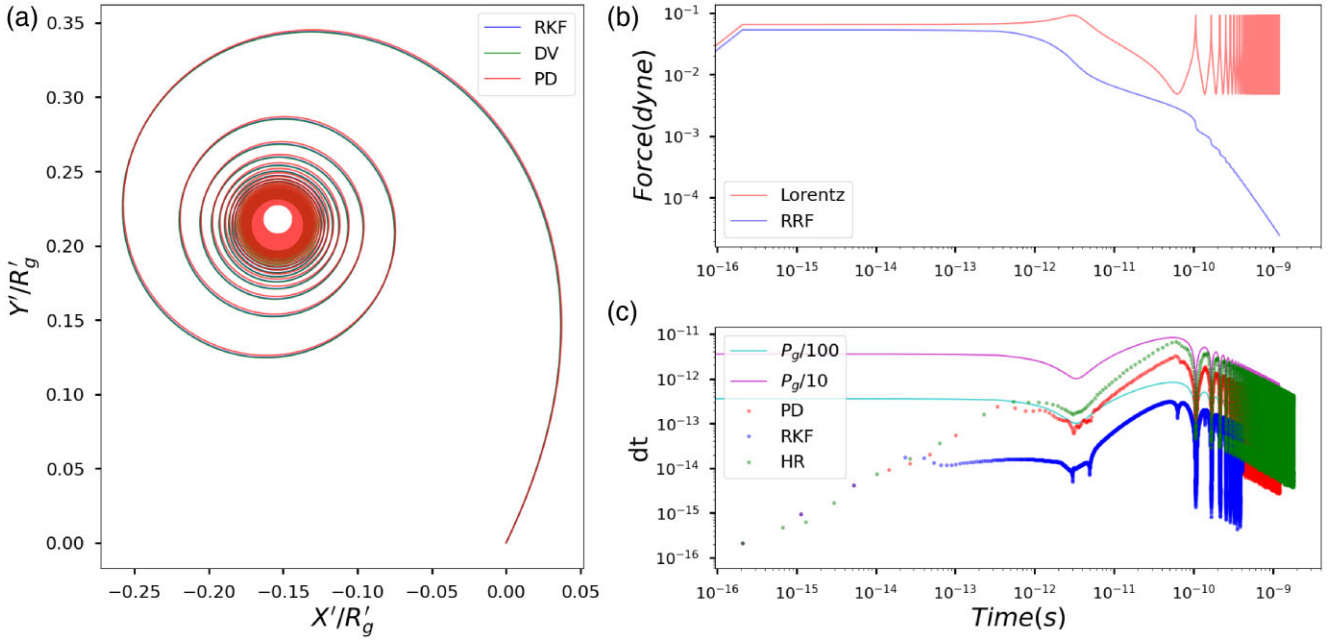 (a)
RKF
DV
PD
0.35
0.30
0.25
0.20
0.15
0.10
0.05
0.00
Y'/R'g
−0.25 −0.20 −0.15 −0.10 −0.05 0.00 0.05
X'/R'g
(b)
10⁻¹
10⁻²
10⁻³
10⁻⁴
Force(dyne)
Lorentz
RRF
10⁻¹⁶ 10⁻¹⁵ 10⁻¹⁴ 10⁻¹³ 10⁻¹² 10⁻¹¹ 10⁻¹⁰ 10⁻⁹
(c)
10⁻¹¹
10⁻¹²
10⁻¹³
10⁻¹⁴
10⁻¹⁵
10⁻¹⁶
dt
Pg/100
Pg/10
PD
RKF
HR
10⁻¹⁶ 10⁻¹⁵ 10⁻¹⁴ 10⁻¹³ 10⁻¹² 10⁻¹¹ 10⁻¹⁰ 10⁻⁹
Time(s)